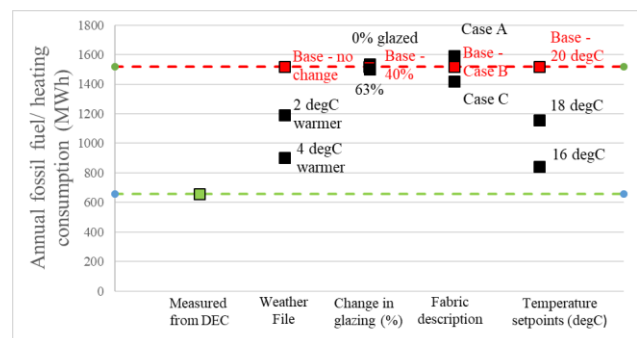 Annual fossil fuel/ heating
consumption (MWh)
1800
1600
1400
1200
1000
800
600
400
200
0
Base - no
change
2 degC
warmer
4 degC
warmer
0% glazed
Base -
40%
63%
Case A
Base -
Case B
Case C
Base -
20 degC
18 degC
16 degC
Measured
from DEC
Weather
File
Change in
glazing (%)
Fabric
description
Temperature
setpoints (degC)